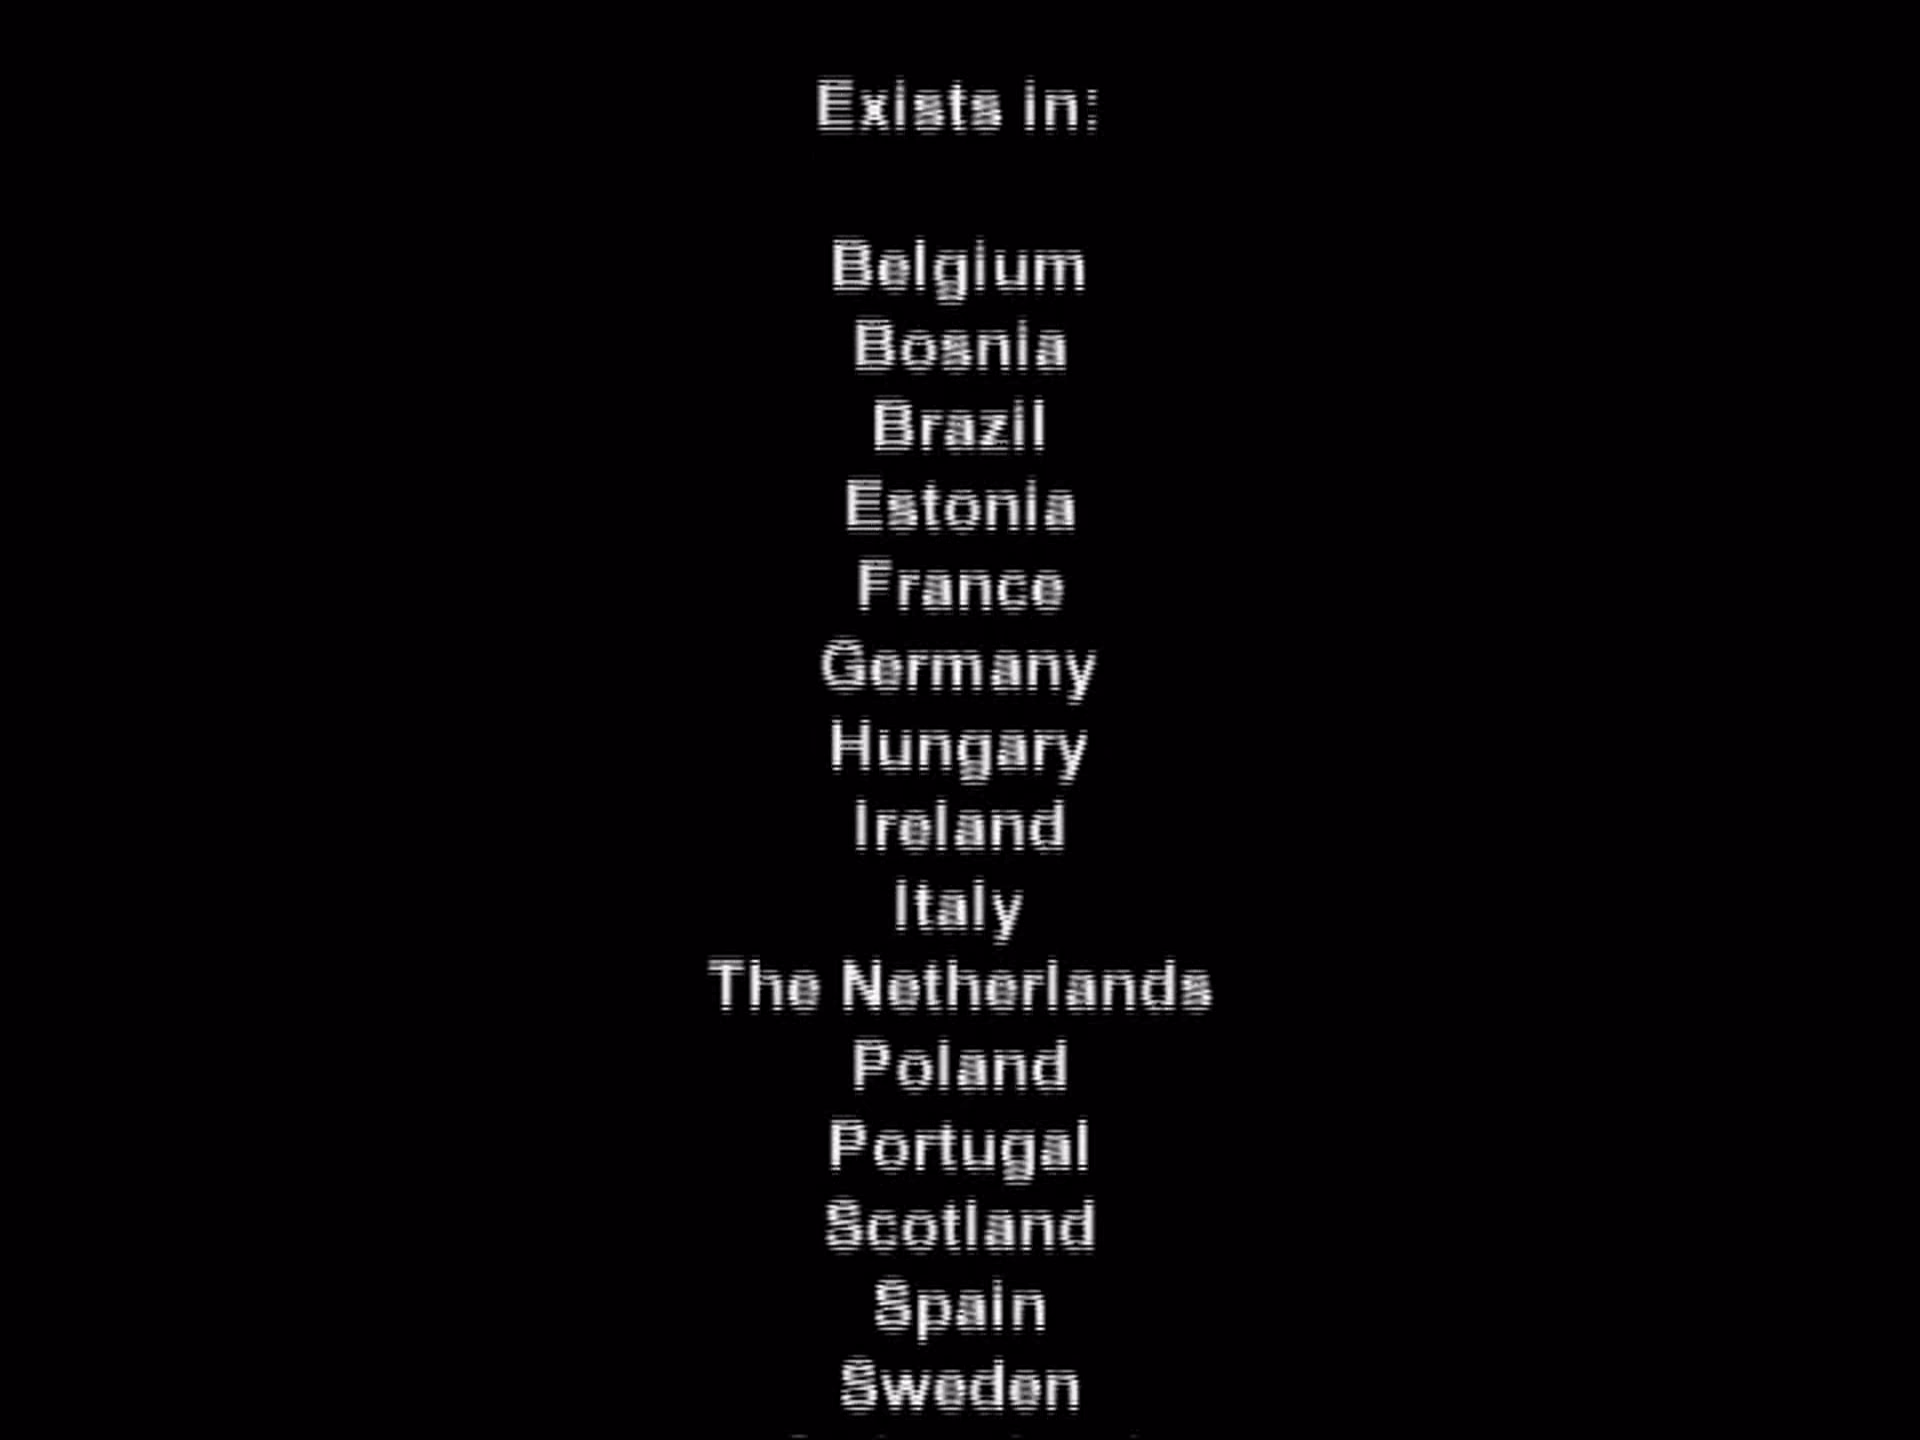 Exists in:
Belgium
Bosnia
Brazil
Estonia
France
Germany
Hungary
Ireland
Italy
The Netherlands
Poland
Portugal
Scotland
Spain
Sweden